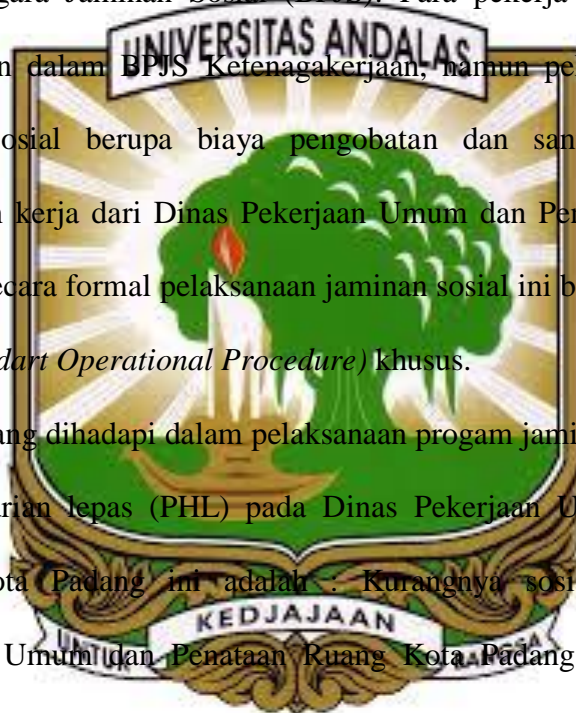 gara Jaminan Sosial (BPJS). Para pekerja
UNIVERSITAS ANDALAS
n dalam BPJS Ketenagakerjaan, namun pe
osial berupa biaya pengobatan dan san
n kerja dari Dinas Pekerjaan Umum dan Pe
ecara formal pelaksanaan jaminan sosial ini b
dart Operational Procedure) khusus.
ang dihadapi dalam pelaksanaan progam jami
arian lepas (PHL) pada Dinas Pekerjaan U
ota Padang ini adalah : Kurangnya sosi
KEDJAJAAN
UNTUK BANGSA
Umum dan Penataan Ruang Kota Padang